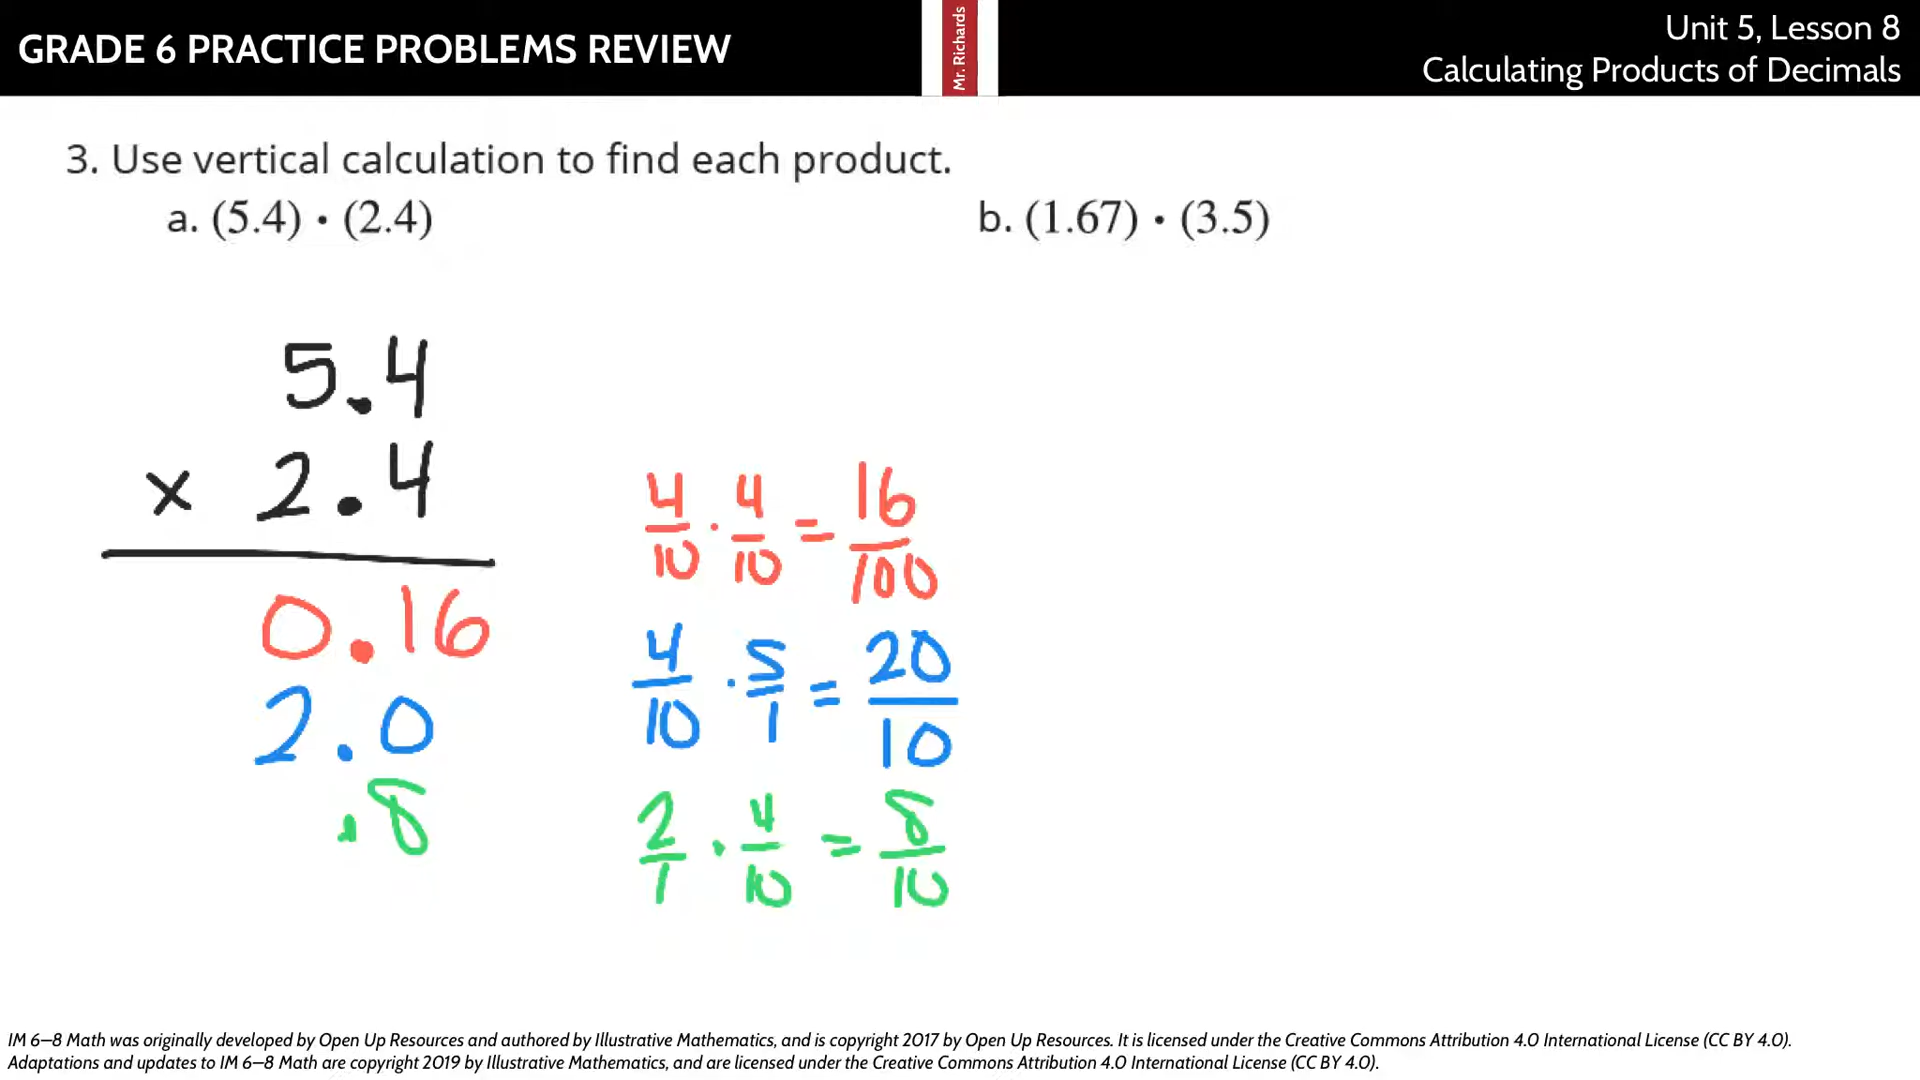 GRADE 6 PRACTICE PROBLEMS REVIEW
Mr. Richards
Unit 5, Lesson 8
Calculating Products of Decimals
3. Use vertical calculation to find each product.
a. (5.4) · (2.4)
b. (1.67) · (3.5)
5.4
x 2.4
0.16
2.0
.8
4/10 · 4/10 = 16/100
4/10 · 5/1 = 20/10
2/1 · 4/10 = 8/10
IM 6–8 Math was originally developed by Open Up Resources and authored by Illustrative Mathematics, and is copyright 2017 by Open Up Resources. It is licensed under the Creative Commons Attribution 4.0 International License (CC BY 4.0).
Adaptations and updates to IM 6–8 Math are copyright 2019 by Illustrative Mathematics, and are licensed under the Creative Commons Attribution 4.0 International License (CC BY 4.0).